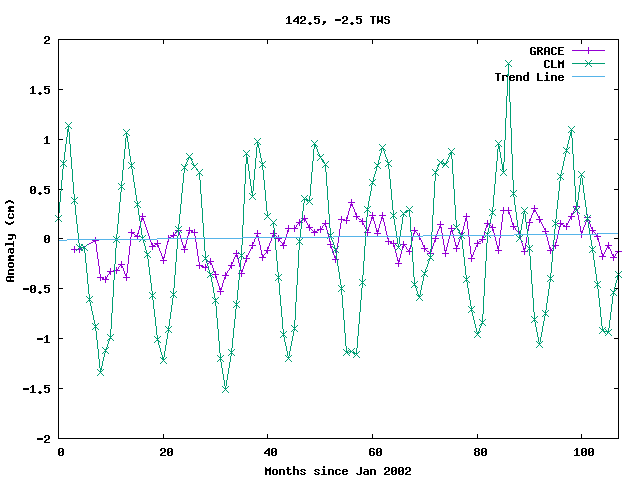 142.5, -2.5 TWS
GRACE
CLM
Trend Line
2
1.5
1
0.5
0
-0.5
-1
-1.5
-2
Anomaly (cm)
0 20 40 60 80 100
Months since Jan 2002